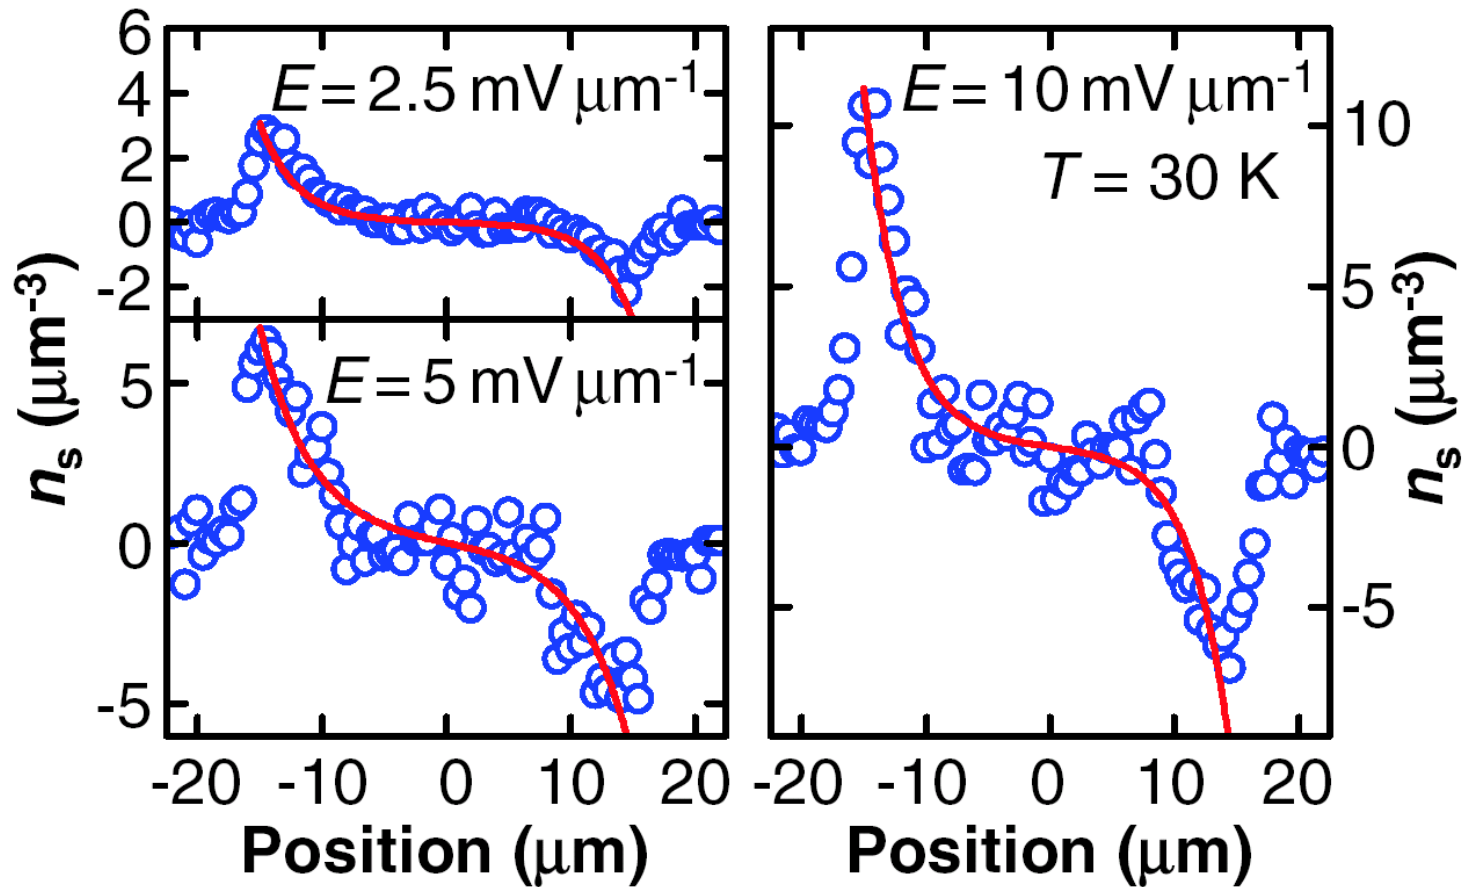 6
4
2
0
-2
E = 2.5 mV μm-1
5
0
-5
E = 5 mV μm-1
ns (μm-3)
-20 -10 0 10 20
Position (μm)
E = 10 mV μm-1
T = 30 K
10
5
0
-5
ns (μm-3)
-20 -10 0 10 20
Position (μm)